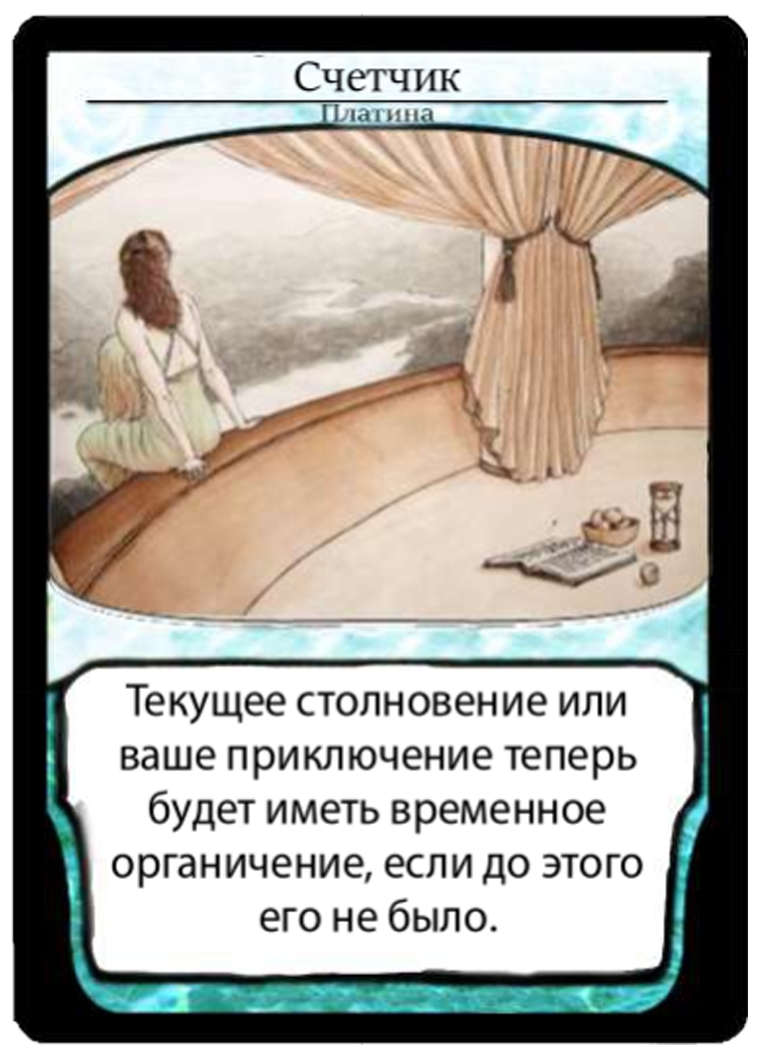 Счетчик
Платина
Текущее столновение или
ваше приключение теперь
будет иметь временное
органичение, если до этого
его не было.